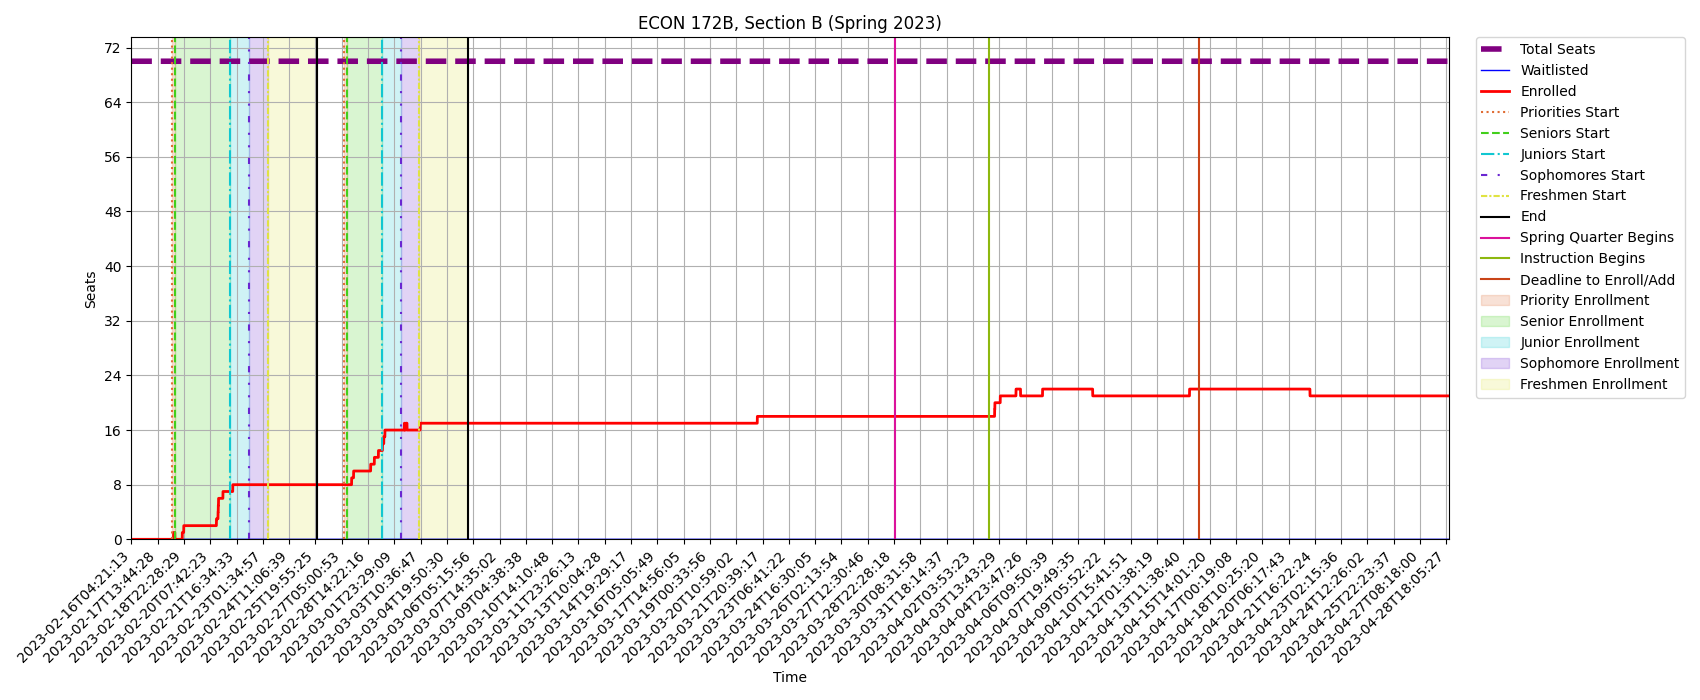 ECON 172B, Section B (Spring 2023)
72
64
56
48
40
32
24
16
8
0
Seats
2023-02-16T04:21:13
2023-02-17T13:44:28
2023-02-18T22:28:29
2023-02-20T07:42:23
2023-02-21T16:34:33
2023-02-23T01:34:57
2023-02-24T11:06:39
2023-02-25T19:55:25
2023-02-27T05:00:53
2023-02-28T14:22:16
2023-03-01T23:29:09
2023-03-03T10:36:47
2023-03-04T19:50:30
2023-03-06T05:15:56
2023-03-07T14:35:02
2023-03-09T04:38:38
2023-03-10T14:10:48
2023-03-11T23:26:13
2023-03-13T10:04:28
2023-03-14T19:29:17
2023-03-16T05:05:49
2023-03-17T14:56:05
2023-03-19T00:33:56
2023-03-20T10:59:02
2023-03-21T20:39:17
2023-03-23T06:41:22
2023-03-24T16:30:05
2023-03-26T02:13:54
2023-03-27T12:30:46
2023-03-28T22:28:18
2023-03-30T08:31:58
2023-03-31T18:14:37
2023-04-02T03:53:23
2023-04-03T13:43:29
2023-04-04T23:47:26
2023-04-06T09:50:39
2023-04-07T19:49:35
2023-04-09T05:52:22
2023-04-10T15:41:51
2023-04-12T01:38:19
2023-04-13T11:38:40
2023-04-15T14:01:20
2023-04-17T00:19:08
2023-04-18T10:25:20
2023-04-20T06:17:43
2023-04-21T16:22:24
2023-04-23T02:15:36
2023-04-24T12:26:02
2023-04-25T22:23:37
2023-04-27T08:18:00
2023-04-28T18:05:27
Time
Total Seats
Waitlisted
Enrolled
Priorities Start
Seniors Start
Juniors Start
Sophomores Start
Freshmen Start
End
Spring Quarter Begins
Instruction Begins
Deadline to Enroll/Add
Priority Enrollment
Senior Enrollment
Junior Enrollment
Sophomore Enrollment
Freshmen Enrollment